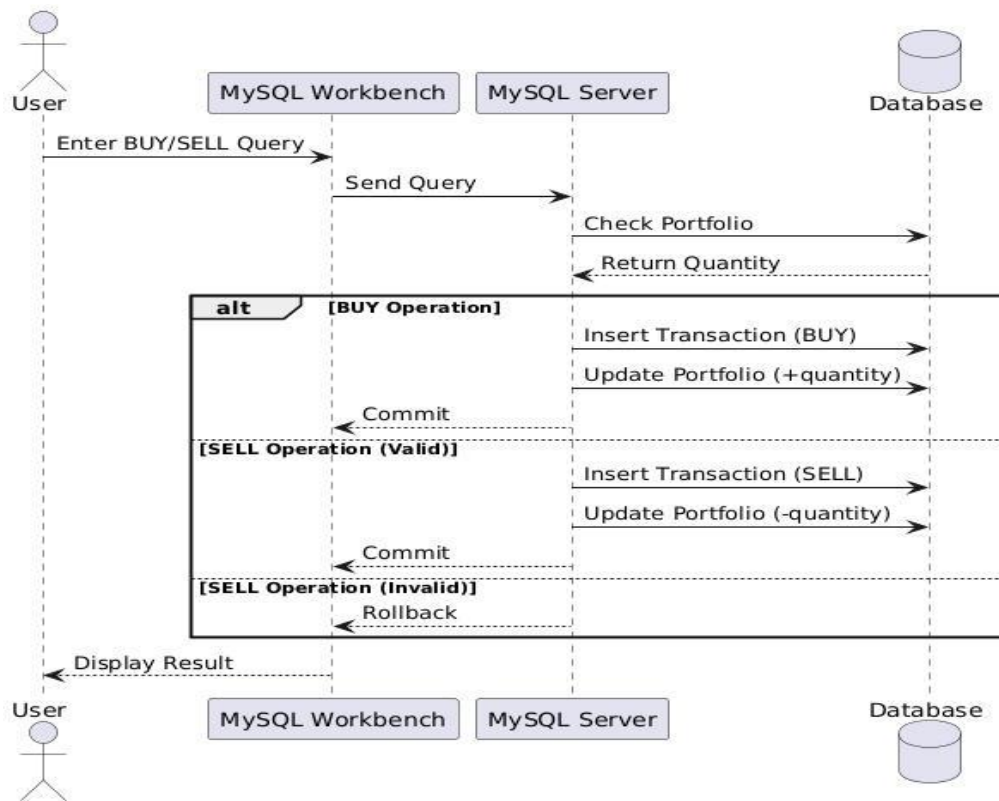 User
MySQL Workbench
MySQL Server
Database
Enter BUY/SELL Query
Send Query
Check Portfolio
Return Quantity
alt
[BUY Operation]
Insert Transaction (BUY)
Update Portfolio (+quantity)
Commit
[SELL Operation (Valid)]
Insert Transaction (SELL)
Update Portfolio (-quantity)
Commit
[SELL Operation (Invalid)]
Rollback
Display Result
User
MySQL Workbench
MySQL Server
Database